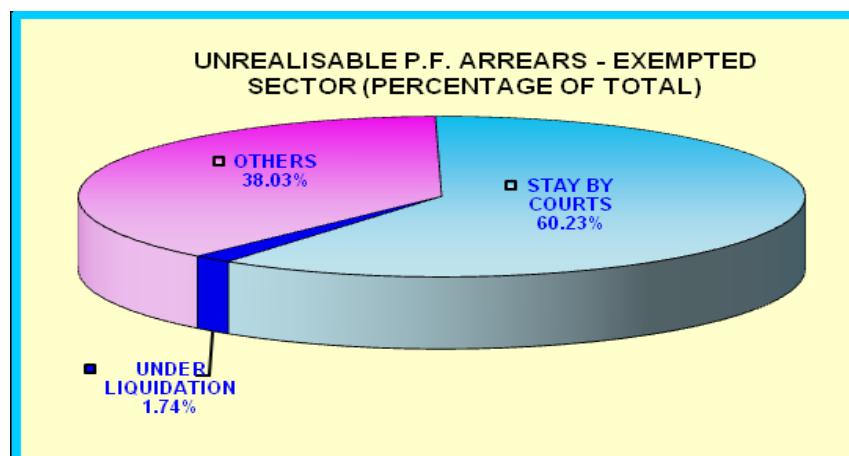 UNREALISABLE P.F. ARREARS - EXEMPTED
SECTOR (PERCENTAGE OF TOTAL)
OTHERS
38.03%
STAY BY
COURTS
60.23%
UNDER
LIQUIDATION
1.74%